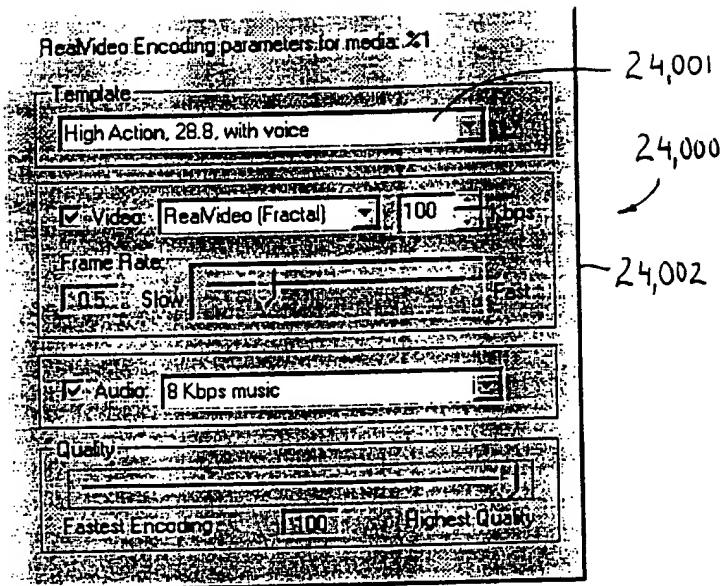 RealVideo Encoding parameters for media: %1
24,001
Template
High Action, 28.8, with voice
24,000
Video: RealVideo (Fractal) 100 Kbps
Frame Rate:
24,002
0.5 Slow Fast
Audio: 8 Kbps music
Quality
Fastest Encoding 100 Highest Quality